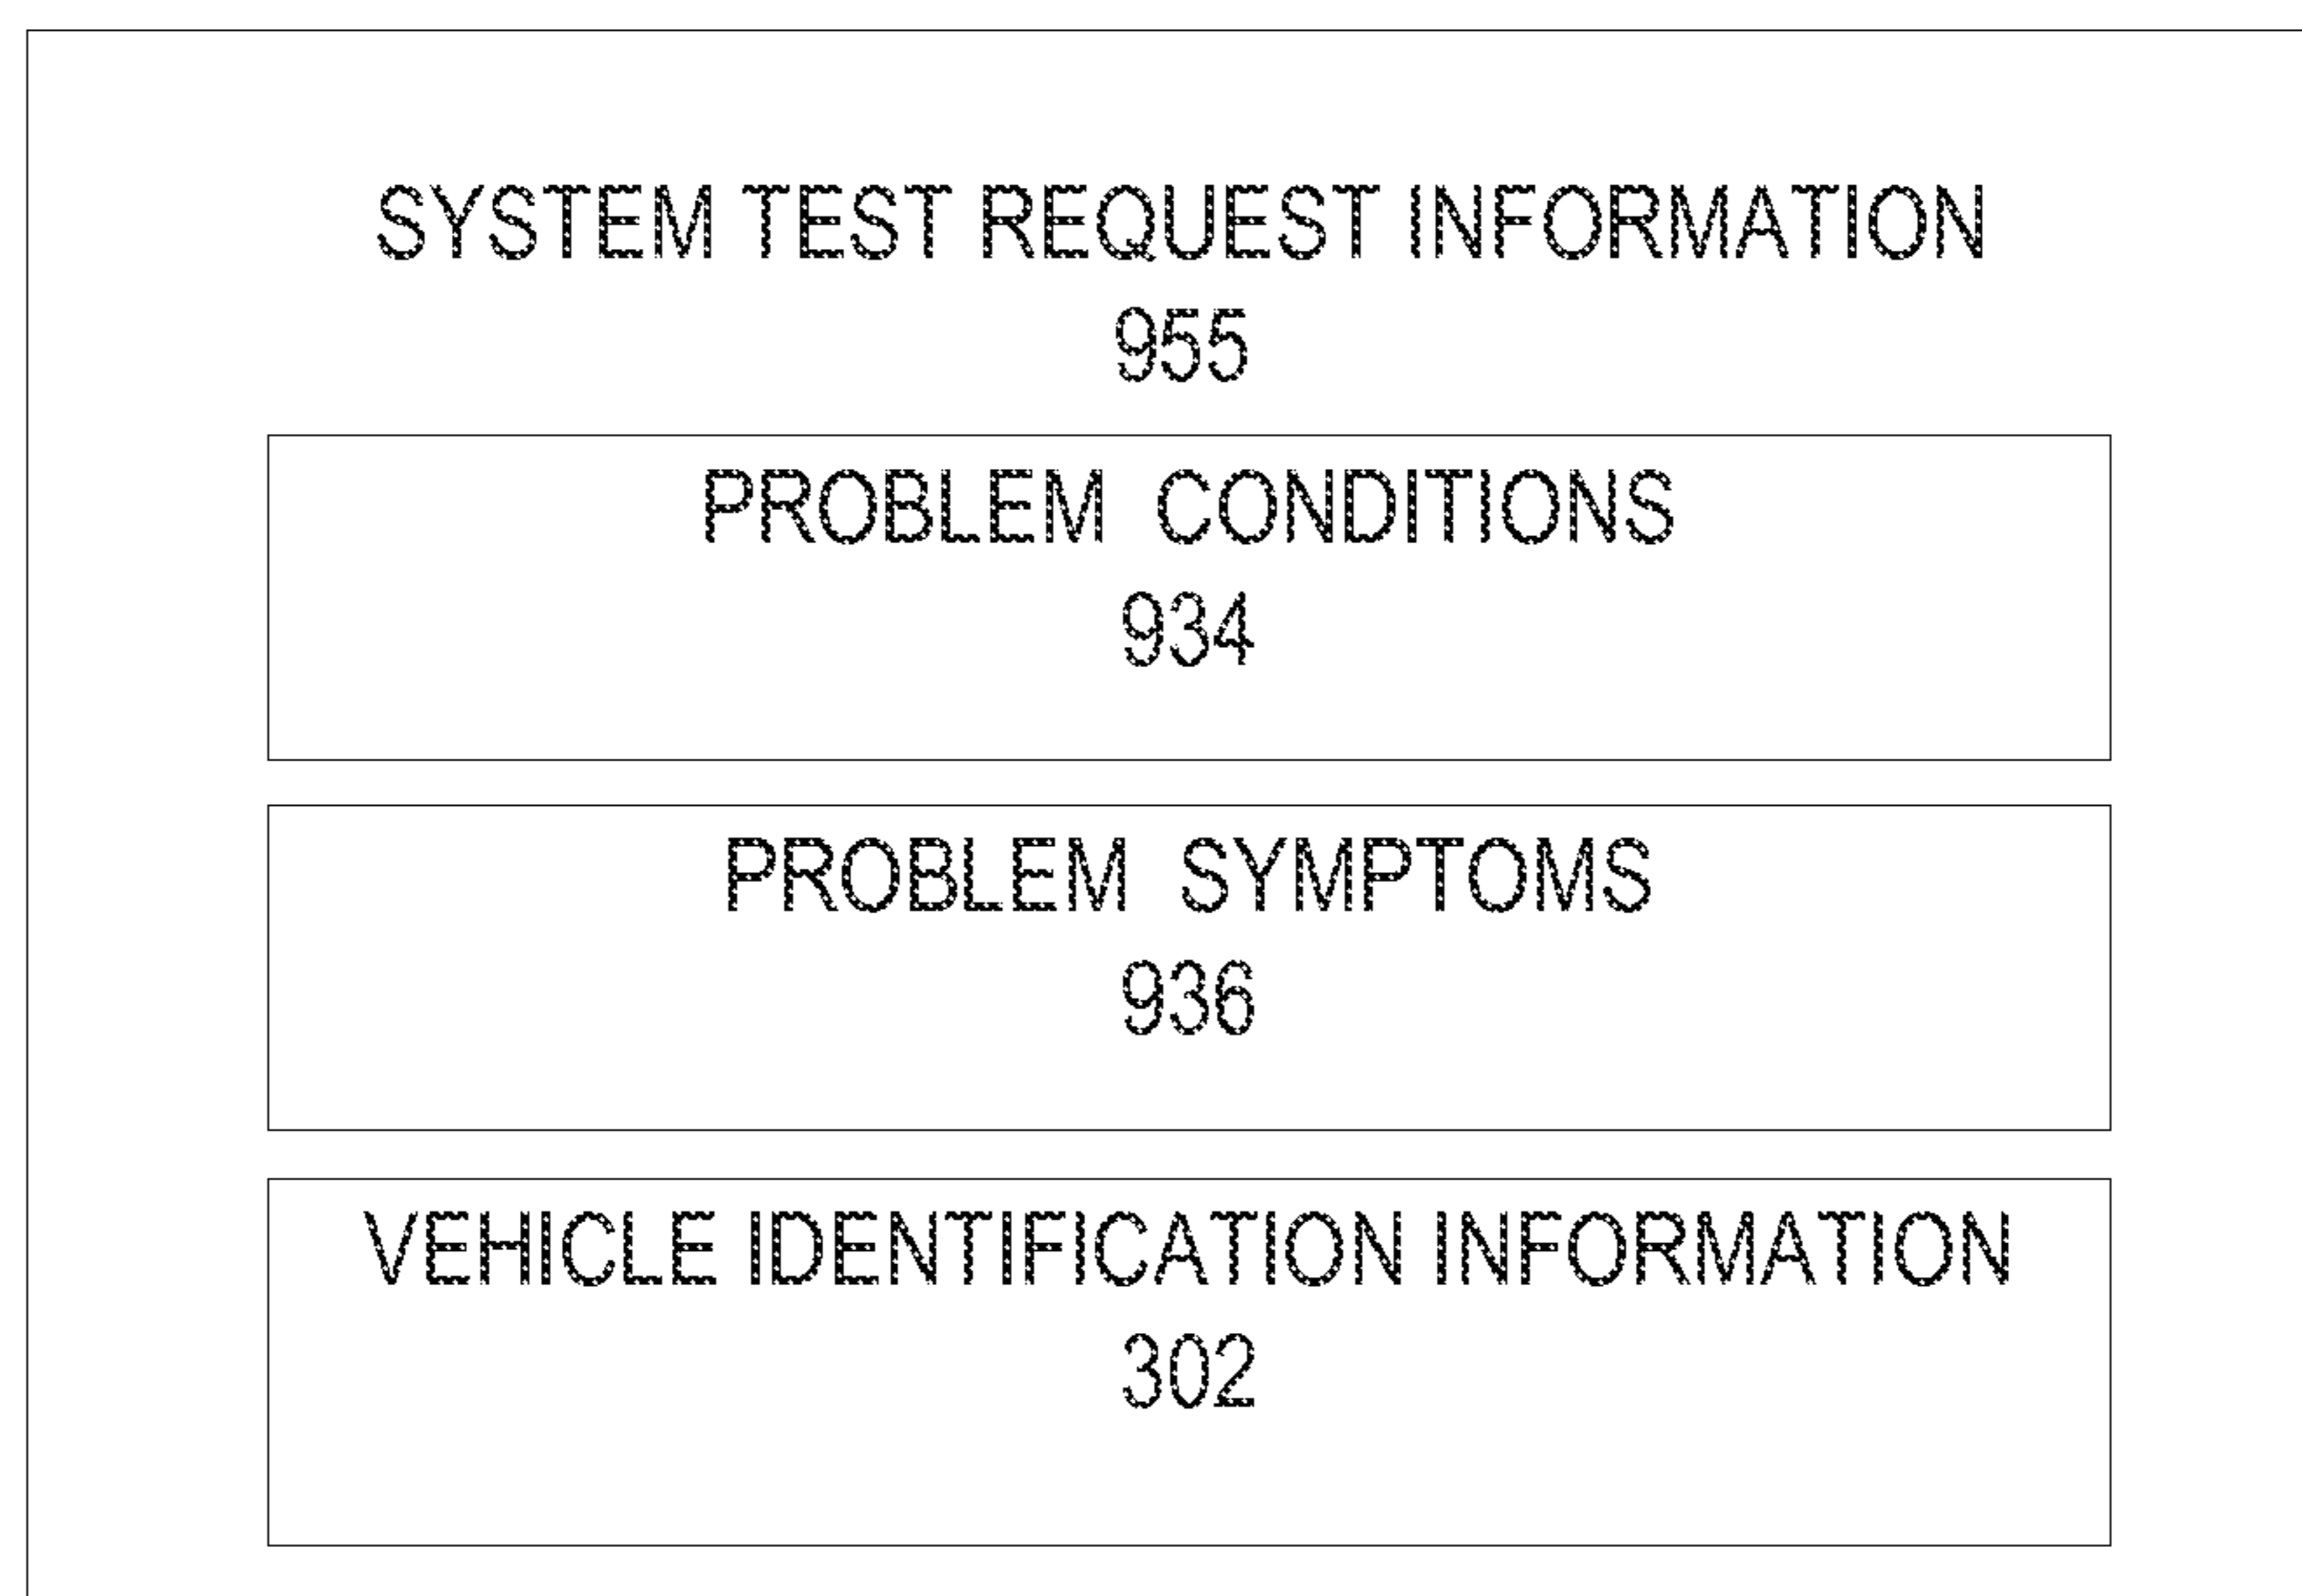 SYSTEM TEST REQUEST INFORMATION
955
PROBLEM CONDITIONS
934
PROBLEM SYMPTOMS
936
VEHICLE IDENTIFICATION INFORMATION
302